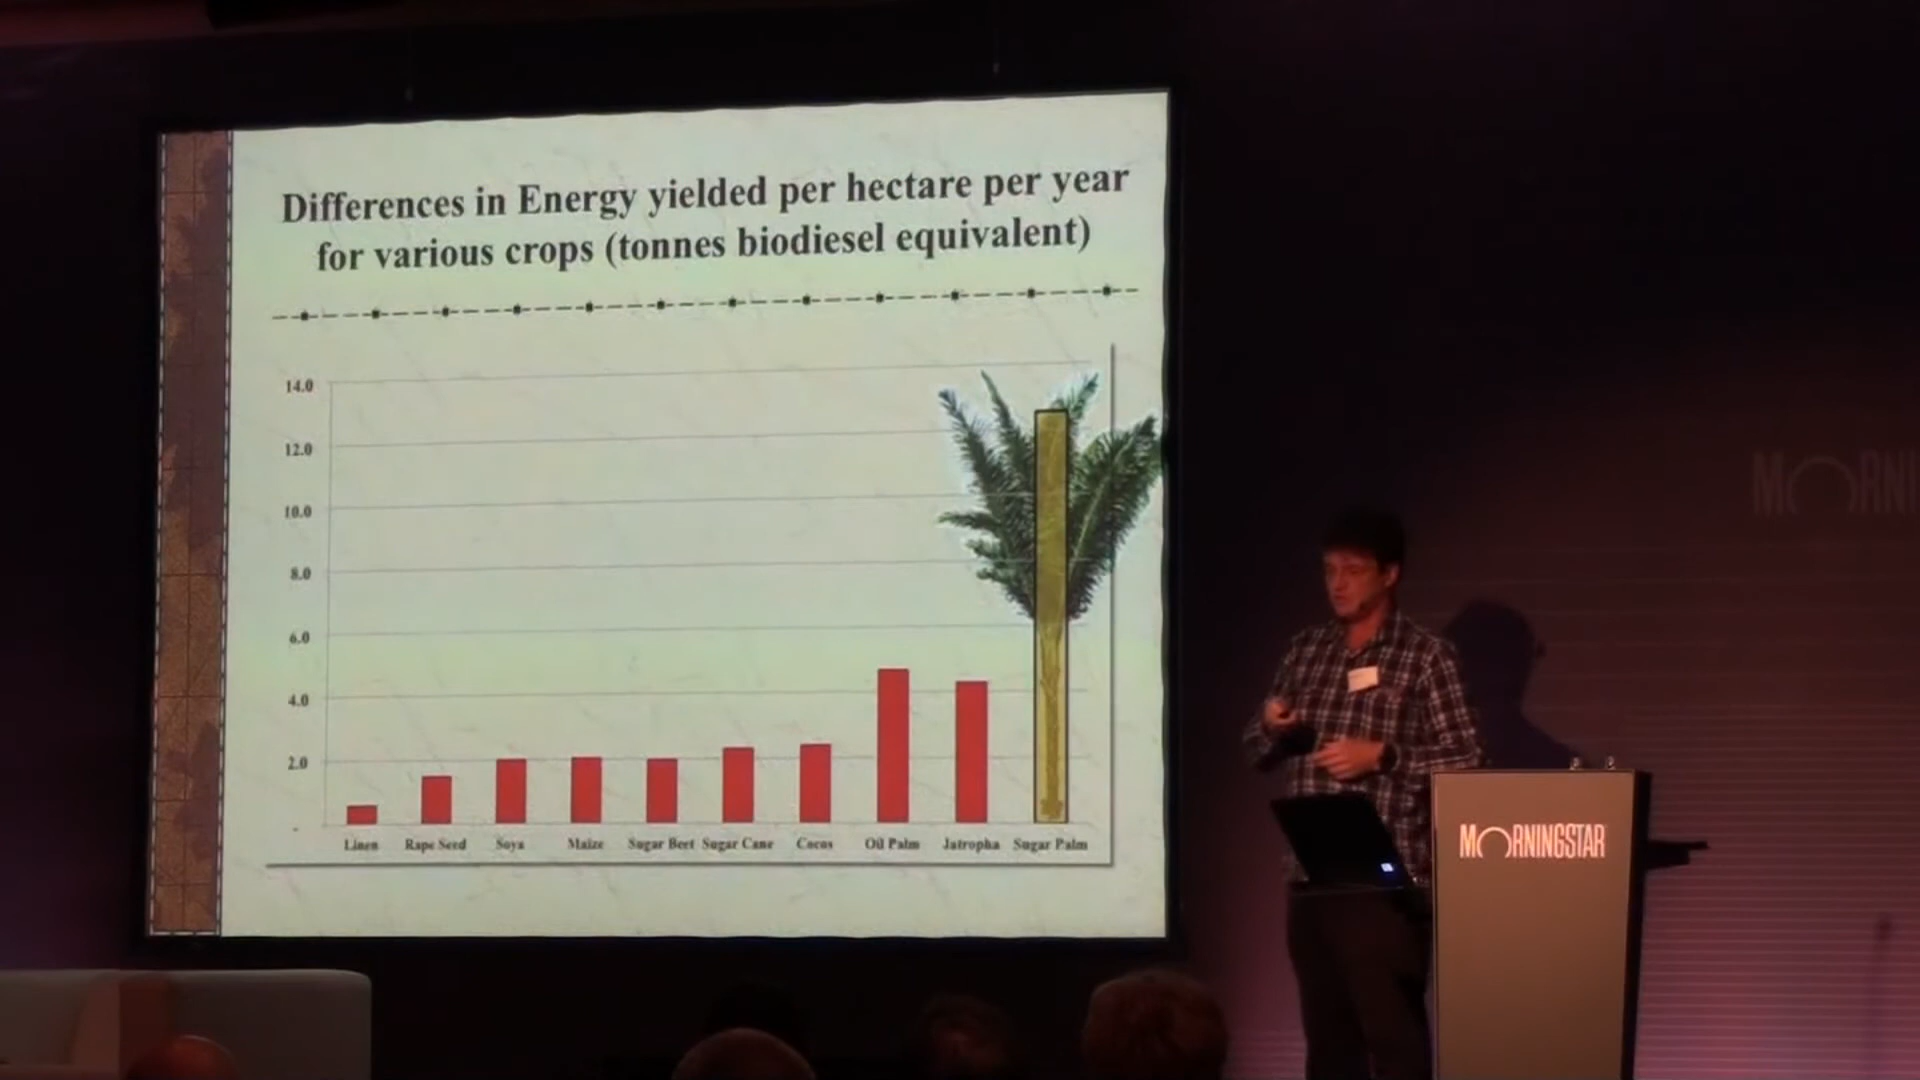 Differences in Energy yielded per hectare per year
for various crops (tonnes biodiesel equivalent)
14.0
12.0
10.0
8.0
6.0
4.0
2.0
-
Linen Rape Seed Soya Maize Sugar Beet Sugar Cane Cocos Oil Palm Jatropha Sugar Palm
MORNINGSTAR
MORNI